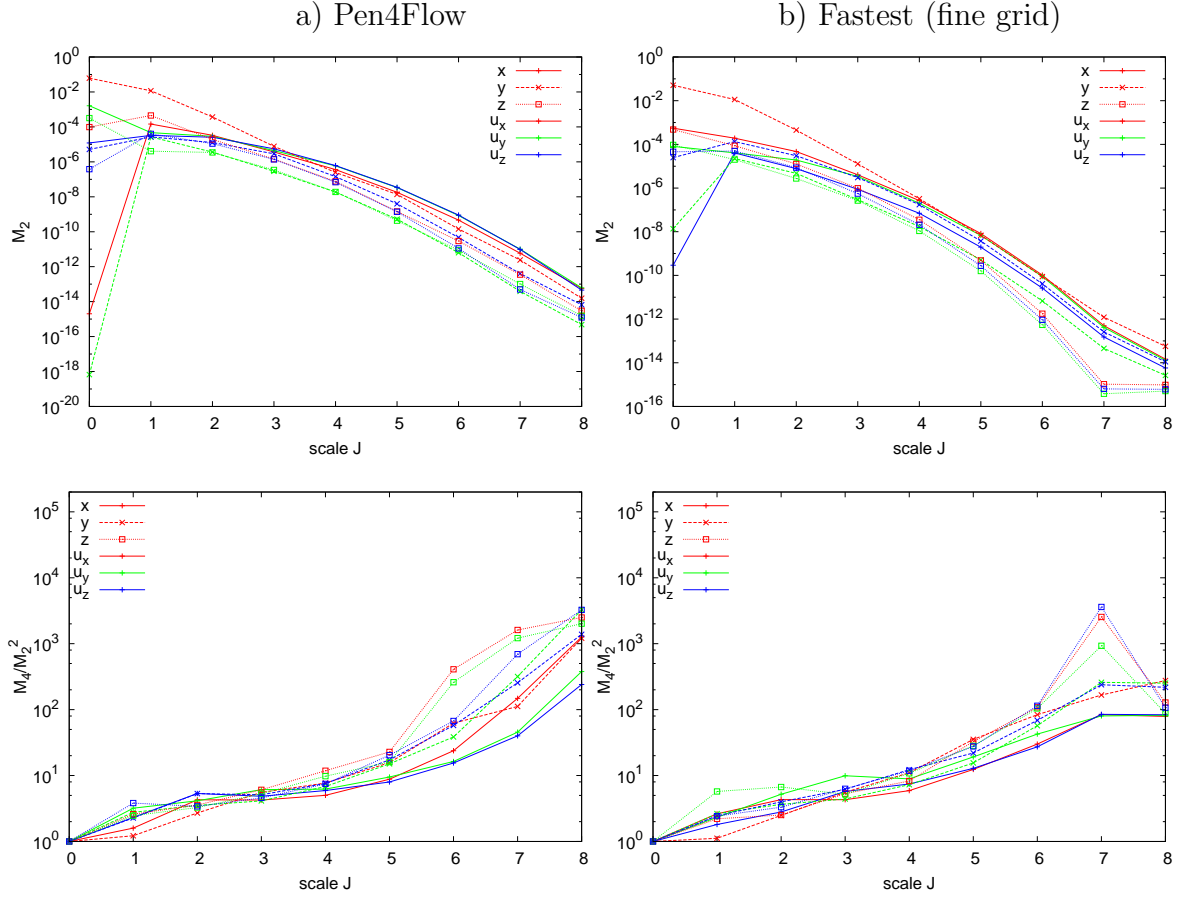 a) Pen4Flow
b) Fastest (fine grid)
10^0
10^-2
10^-4
10^-6
10^-8
10^-10
10^-12
10^-14
10^-16
10^-18
10^-20
M_2
0 1 2 3 4 5 6 7 8
scale J
x
y
z
u_x
u_y
u_z
10^0
10^-2
10^-4
10^-6
10^-8
10^-10
10^-12
10^-14
10^-16
M_2
0 1 2 3 4 5 6 7 8
scale J
x
y
z
u_x
u_y
u_z
10^5
10^4
10^3
10^2
10^1
10^0
M_4/M_2^2
0 1 2 3 4 5 6 7 8
scale J
x
y
z
u_x
u_y
u_z
10^5
10^4
10^3
10^2
10^1
10^0
M_4/M_2^2
0 1 2 3 4 5 6 7 8
scale J
x
y
z
u_x
u_y
u_z